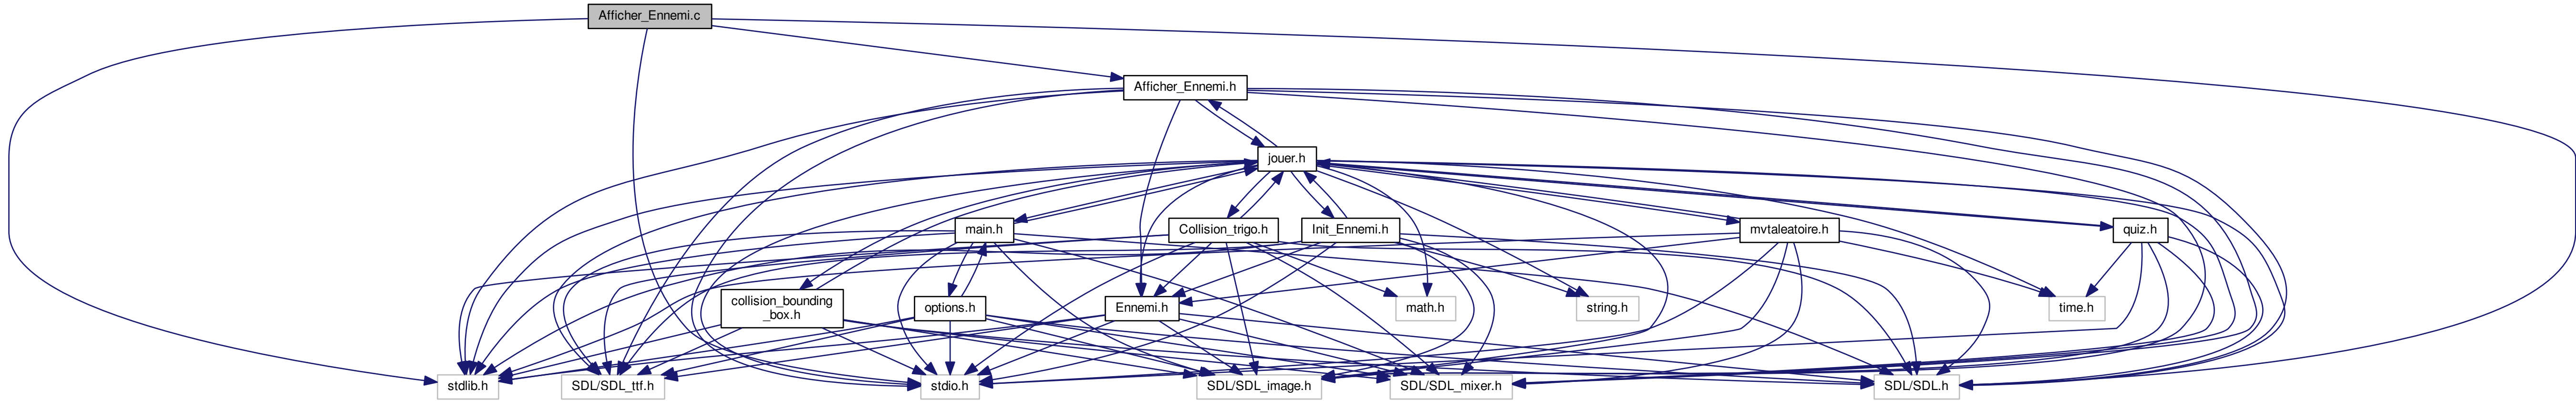 Afficher_Ennemi.c
Afficher_Ennemi.h
jouer.h
main.h
Collision_trigo.h
Init_Ennemi.h
mvtaleatoire.h
quiz.h
collision_bounding
_box.h
options.h
Ennemi.h
math.h
string.h
time.h
stdlib.h
SDL/SDL_ttf.h
stdio.h
SDL/SDL_image.h
SDL/SDL_mixer.h
SDL/SDL.h